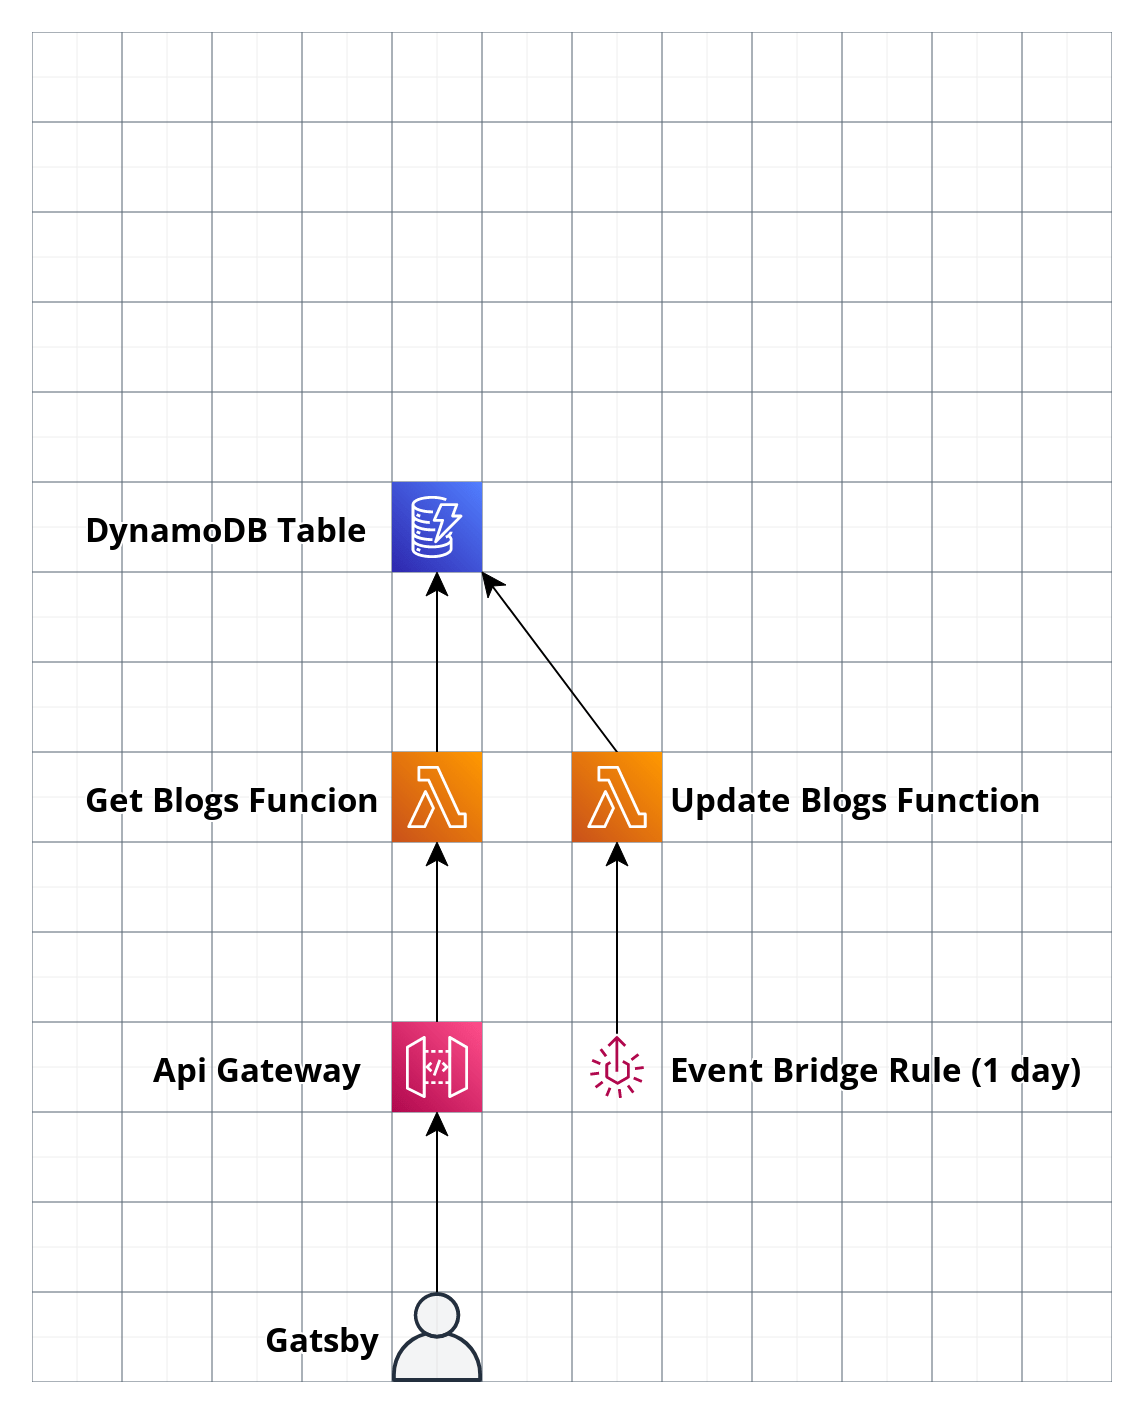 DynamoDB Table
Get Blogs Funcion
Update Blogs Function
Api Gateway
Event Bridge Rule (1 day)
Gatsby